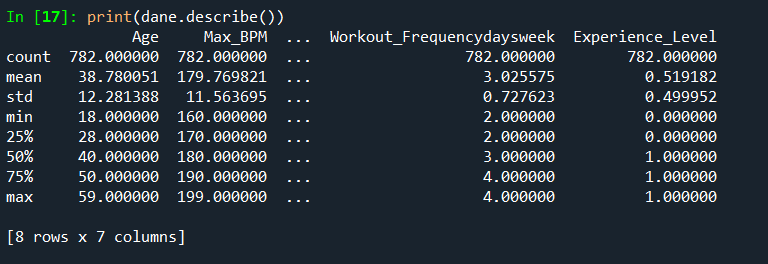 In [17]: print(dane.describe())
Age Max_BPM ... Workout_Frequencydaysweek Experience_Level
count 782.000000 782.000000 ... 782.000000 782.000000
mean 38.780051 179.769821 ... 3.025575 0.519182
std 12.281388 11.563695 ... 0.727623 0.499952
min 18.000000 160.000000 ... 2.000000 0.000000
25% 28.000000 170.000000 ... 2.000000 0.000000
50% 40.000000 180.000000 ... 3.000000 1.000000
75% 50.000000 190.000000 ... 4.000000 1.000000
max 59.000000 199.000000 ... 4.000000 1.000000
[8 rows x 7 columns]